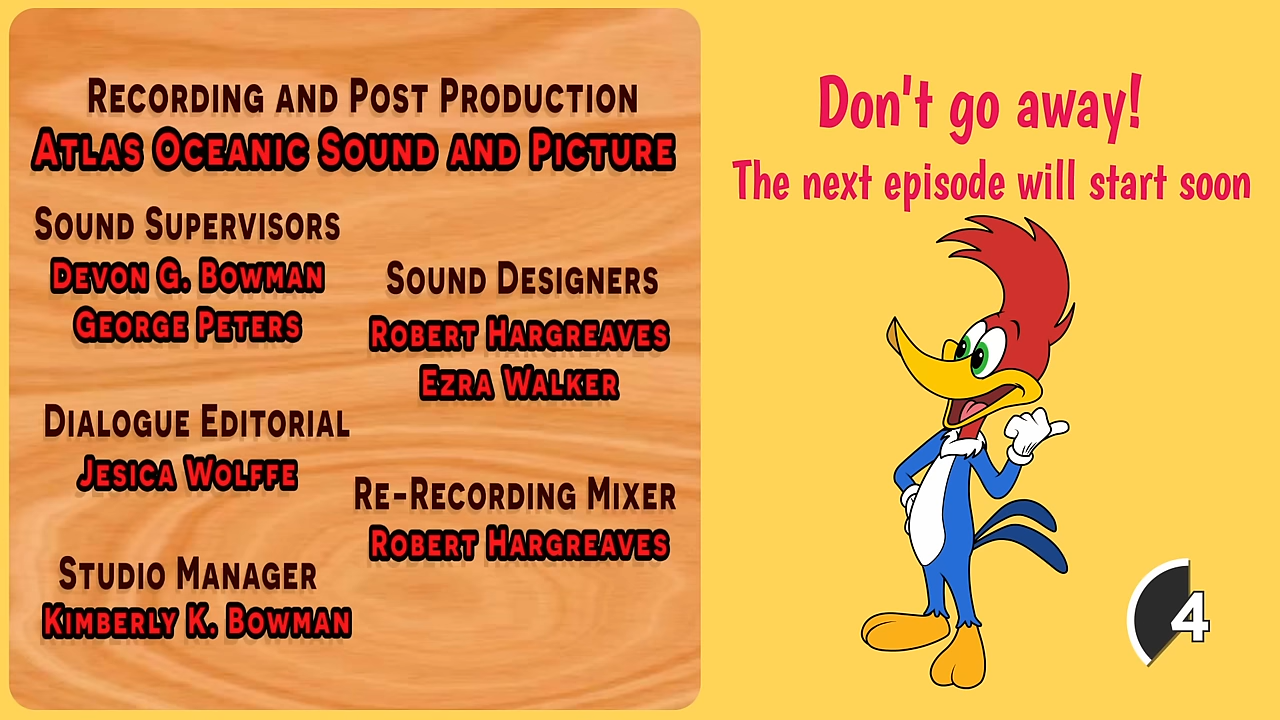 Recording and Post Production
Atlas Oceanic Sound and Picture
Sound Supervisors
Devon G. Bowman
George Peters
Sound Designers
Robert Hargreaves
Ezra Walker
Dialogue Editorial
Jesica Wolffe
Re-Recording Mixer
Robert Hargreaves
Studio Manager
Kimberly K. Bowman
Don't go away!
The next episode will start soon
4